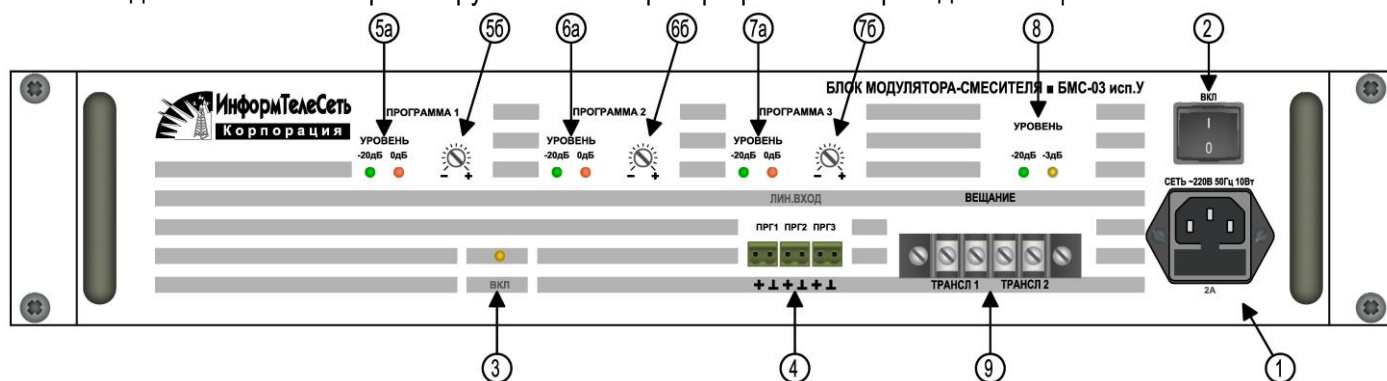 5а 5б 6а 6б 7а 7б 8 2
БЛОК МОДУЛЯТОРА-СМЕСИТЕЛЯ ■ БМС-03 исп.У
ИнформТелеСеть
Корпорация
ПРОГРАММА 1 ПРОГРАММА 2 ПРОГРАММА 3
ВКЛ
I
0
УРОВЕНЬ УРОВЕНЬ УРОВЕНЬ УРОВЕНЬ
-20дБ 0дБ -20дБ 0дБ -20дБ 0дБ -20дБ -3дБ
- + - + - +
СЕТЬ ~220В 50Гц 10Вт
ЛИН.ВХОД ВЕЩАНИЕ
ПРГ1 ПРГ2 ПРГ3
ВКЛ
+ ⊥ + ⊥ + ⊥
ТРАНСЛ 1 ТРАНСЛ 2
2А
3 4 9 1